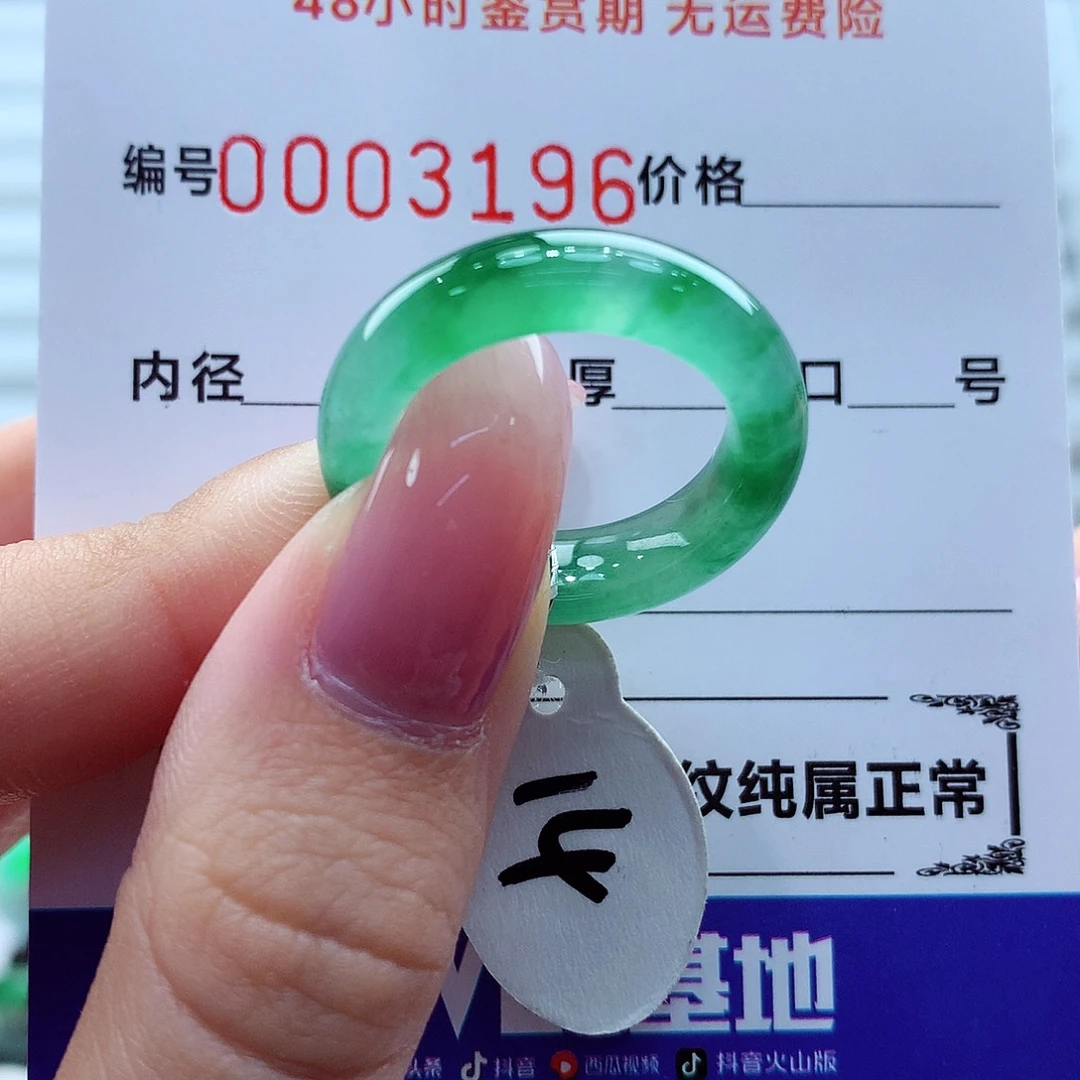 48小时鉴赏期 无运费险
编号0003196价格
内径 厚 口 号
纹纯属正常
14
基地
头条 抖音 西瓜视频 抖音火山版